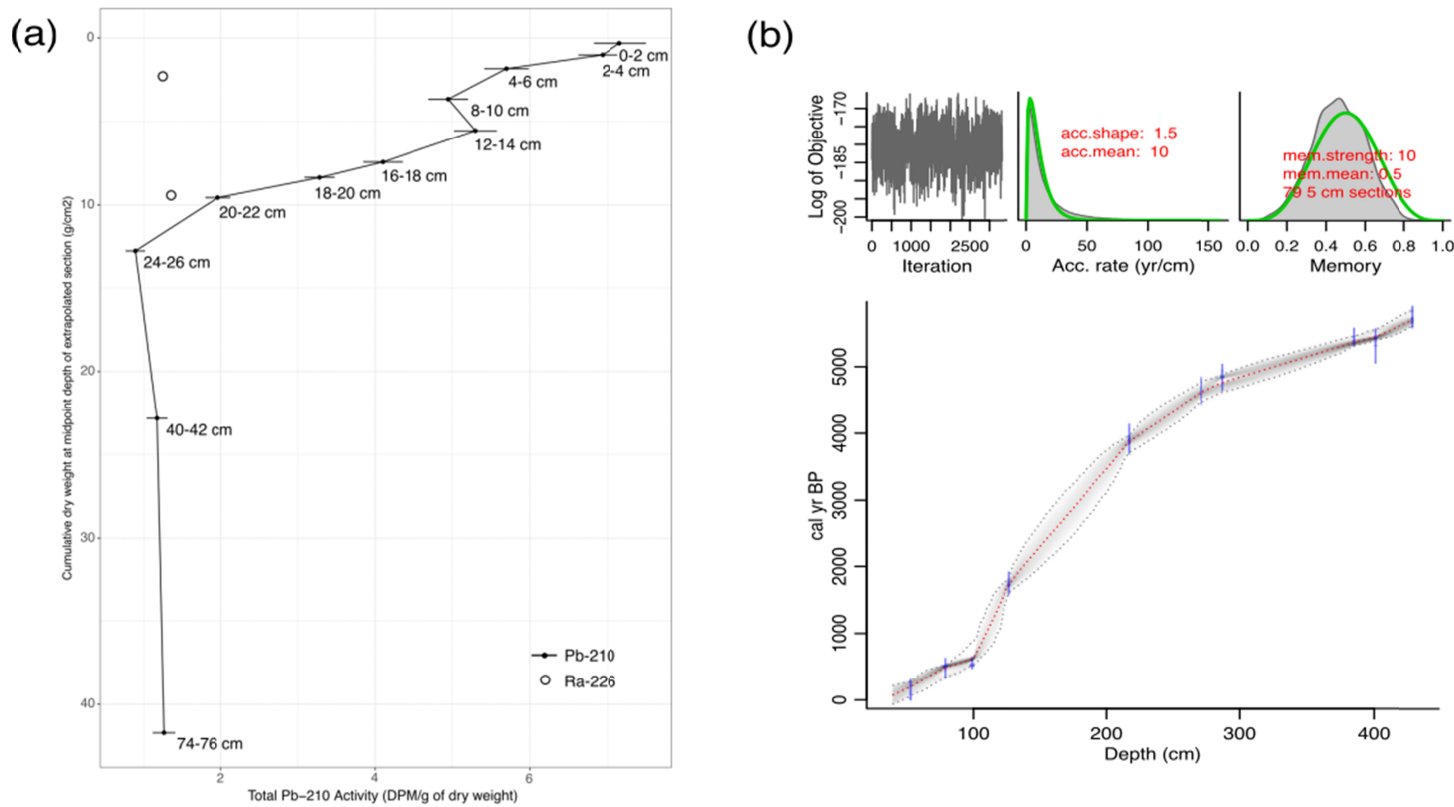 (a)
Cumulative dry weight at midpoint depth of extrapolated section (g/cm2)
0
10
20
30
40
0-2 cm
2-4 cm
4-6 cm
8-10 cm
12-14 cm
16-18 cm
18-20 cm
20-22 cm
24-26 cm
40-42 cm
74-76 cm
Pb-210
Ra-226
2 4 6
Total Pb-210 Activity (DPM/g of dry weight)
(b)
Log of Objective
-170
-185
-200
0 1000 2500
Iteration
acc.shape: 1.5
acc.mean: 10
0 50 100 150
Acc. rate (yr/cm)
mem.strength: 10
mem.mean: 0.5
79 5 cm sections
0.0 0.2 0.4 0.6 0.8 1.0
Memory
cal yr BP
5000
4000
3000
2000
1000
0
100 200 300 400
Depth (cm)